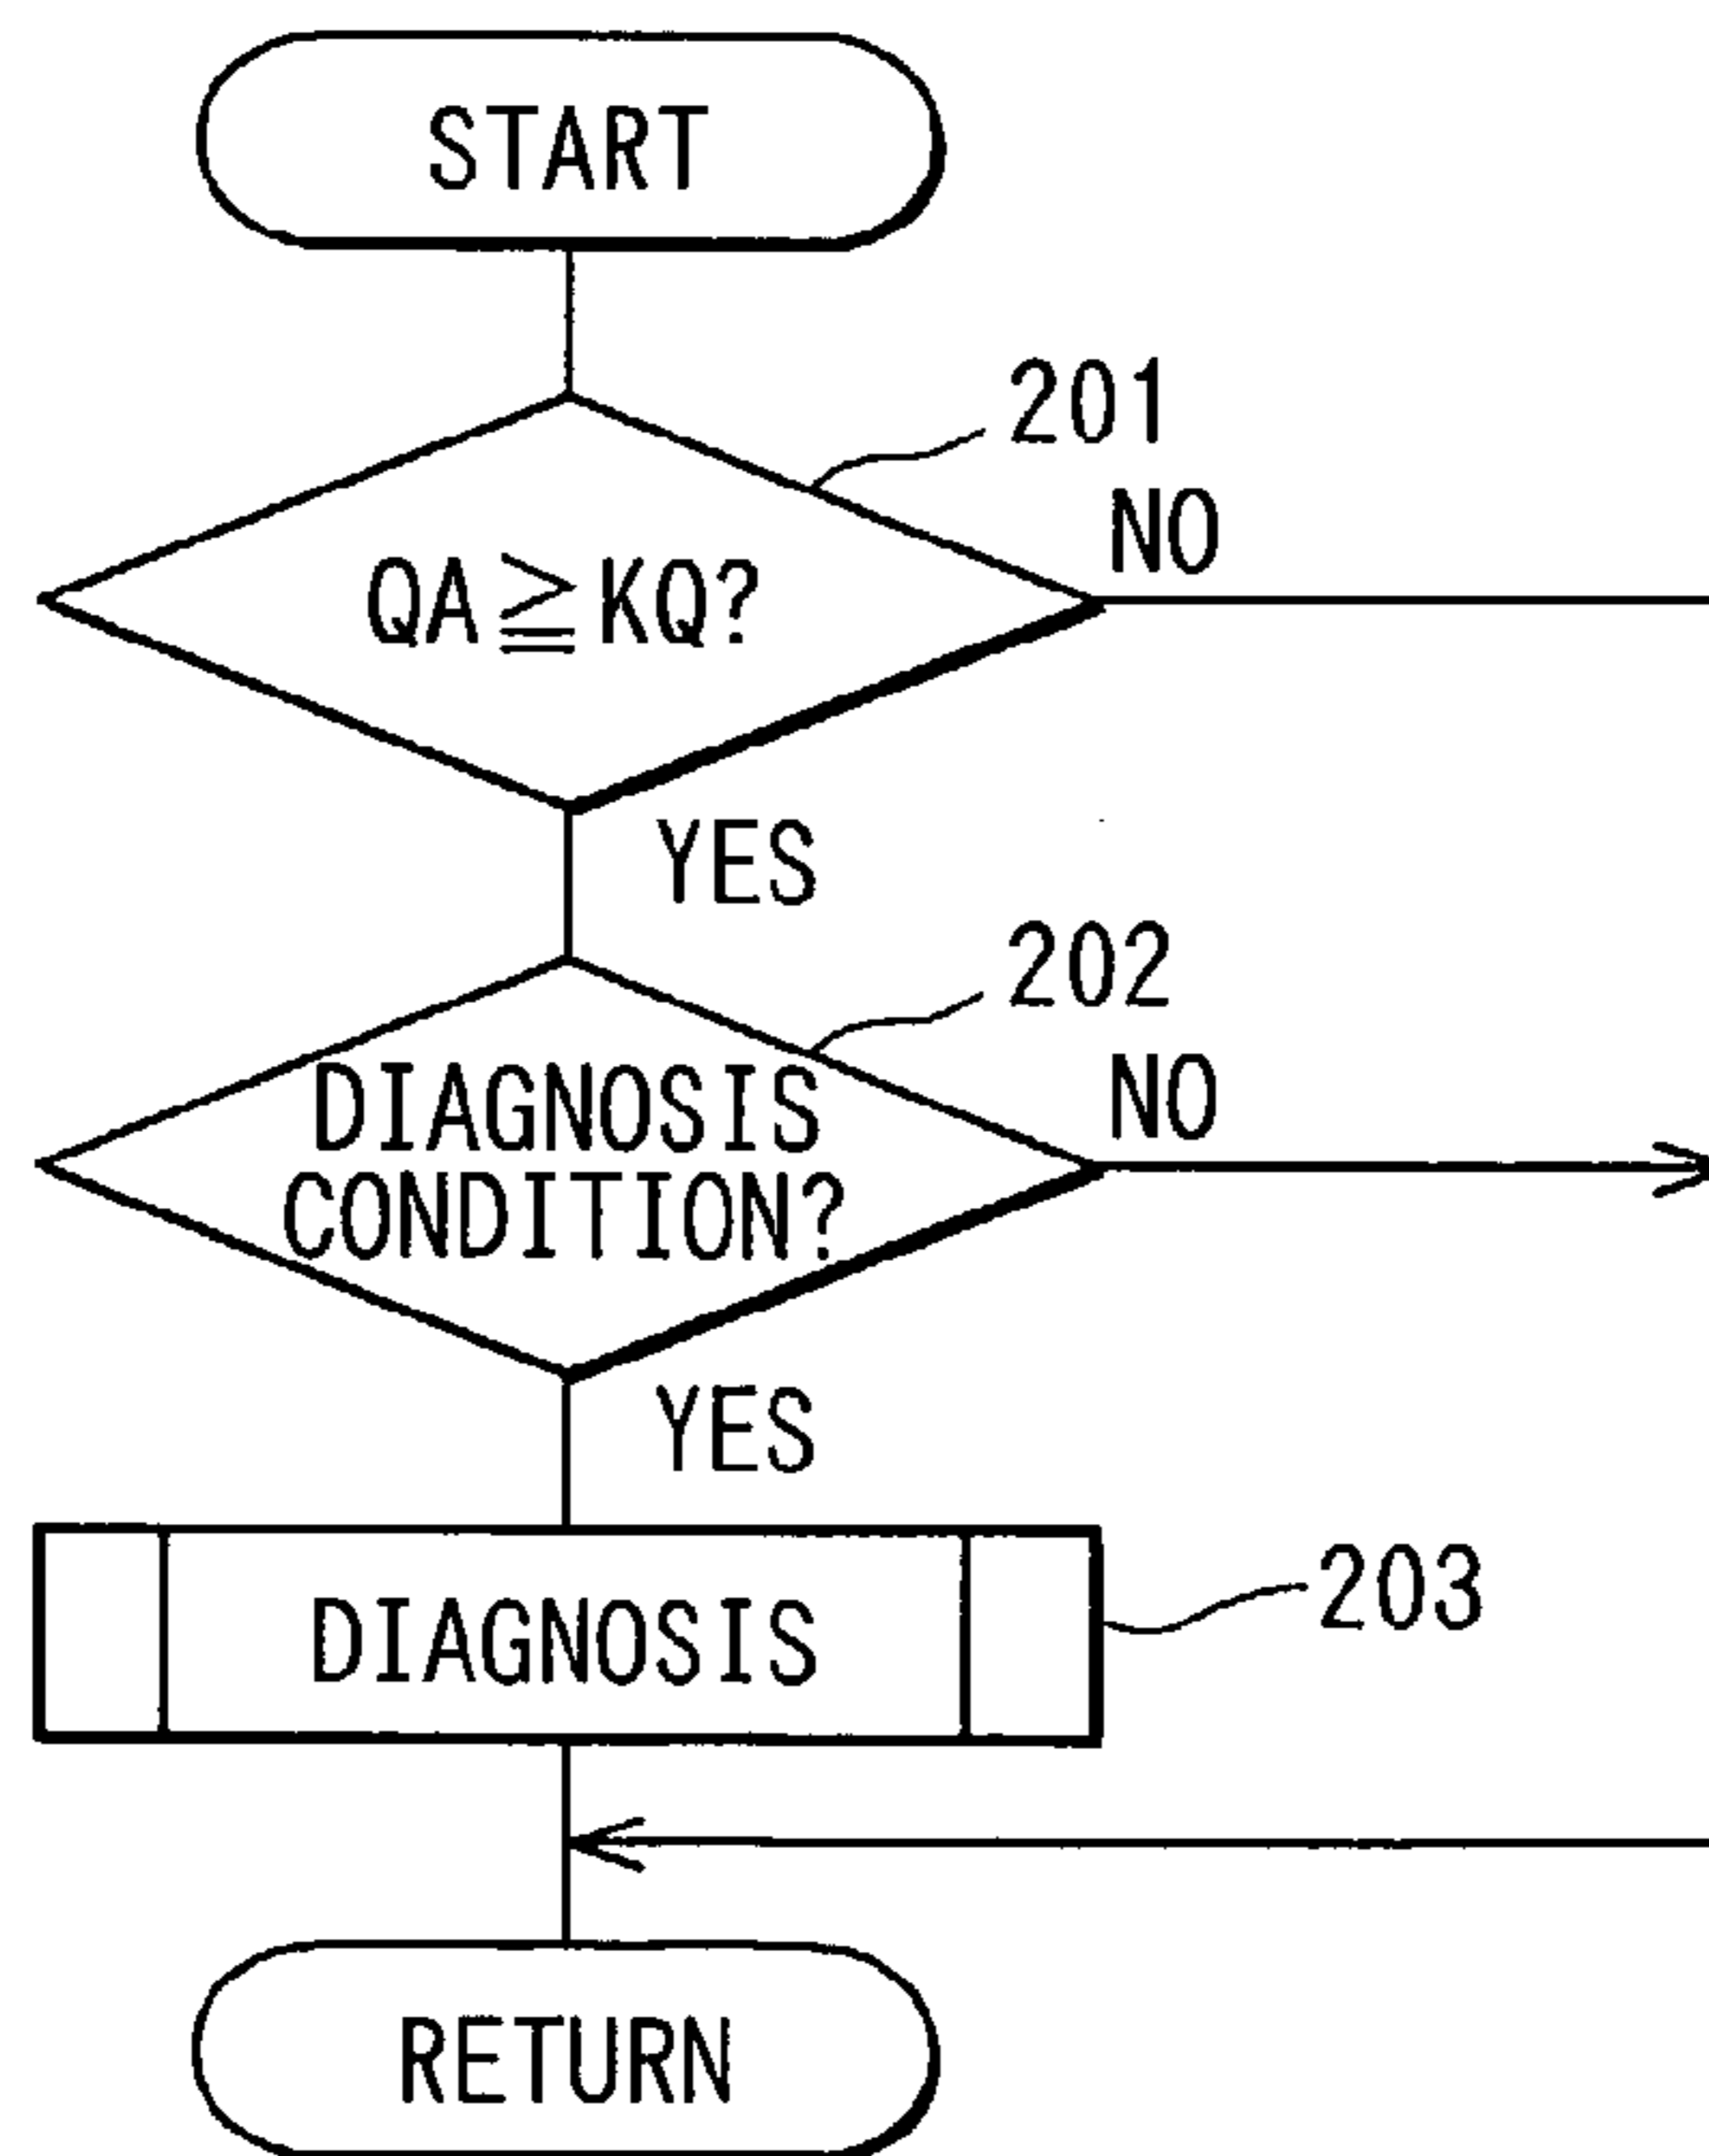 START
201
NO
QA≧KQ?
YES
202
NO
DIAGNOSIS
CONDITION?
YES
DIAGNOSIS
203
RETURN